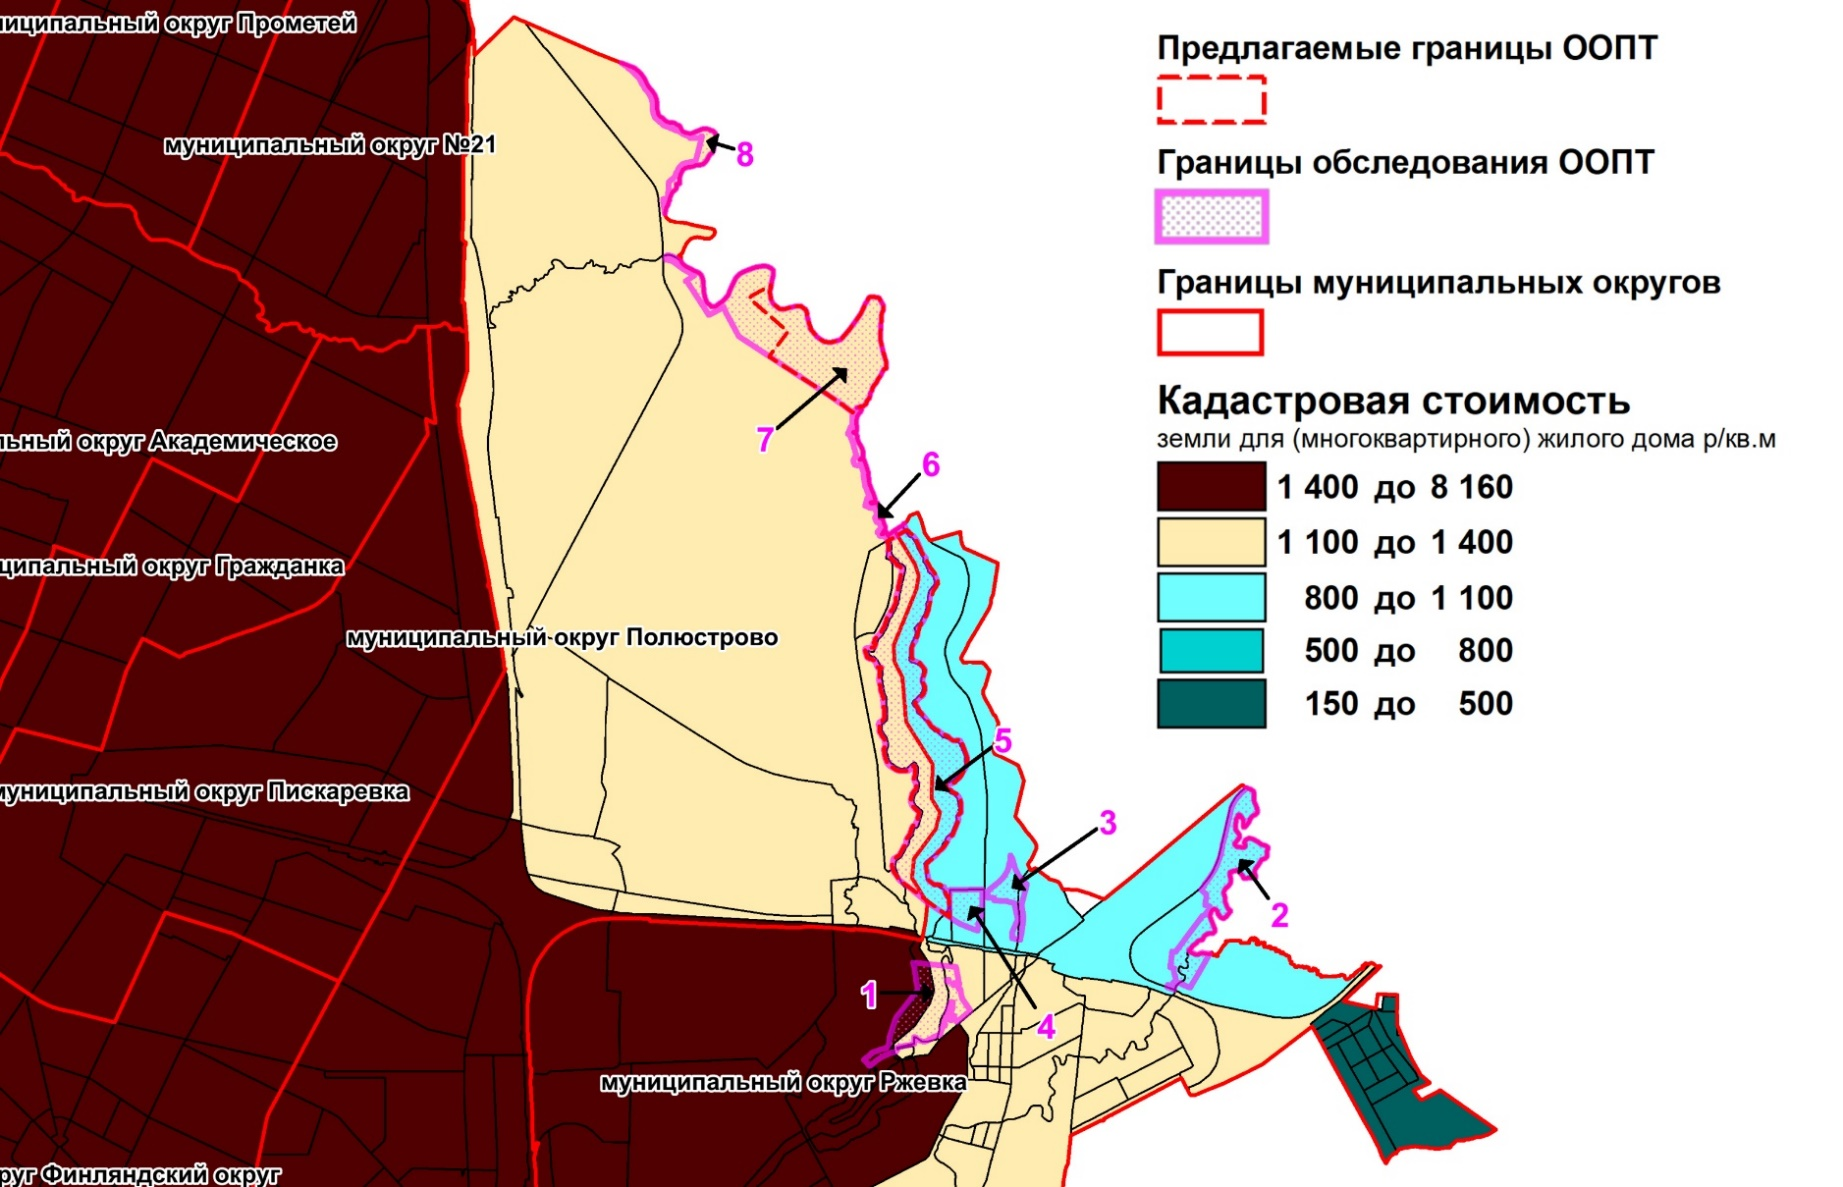 ниципальный округ Прометей
муниципальный округ №21
льный округ Академическое
ципальный округ Гражданка
муниципальный округ Полюстрово
муниципальный округ Пискаревка
муниципальный округ Ржевка
руг Финляндский округ
8
7
6
5
3
2
1
4
Предлагаемые границы ООПТ
Границы обследования ООПТ
Границы муниципальных округов
Кадастровая стоимость
земли для (многоквартирного) жилого дома р/кв.м
1 400 до 8 160
1 100 до 1 400
800 до 1 100
500 до 800
150 до 500